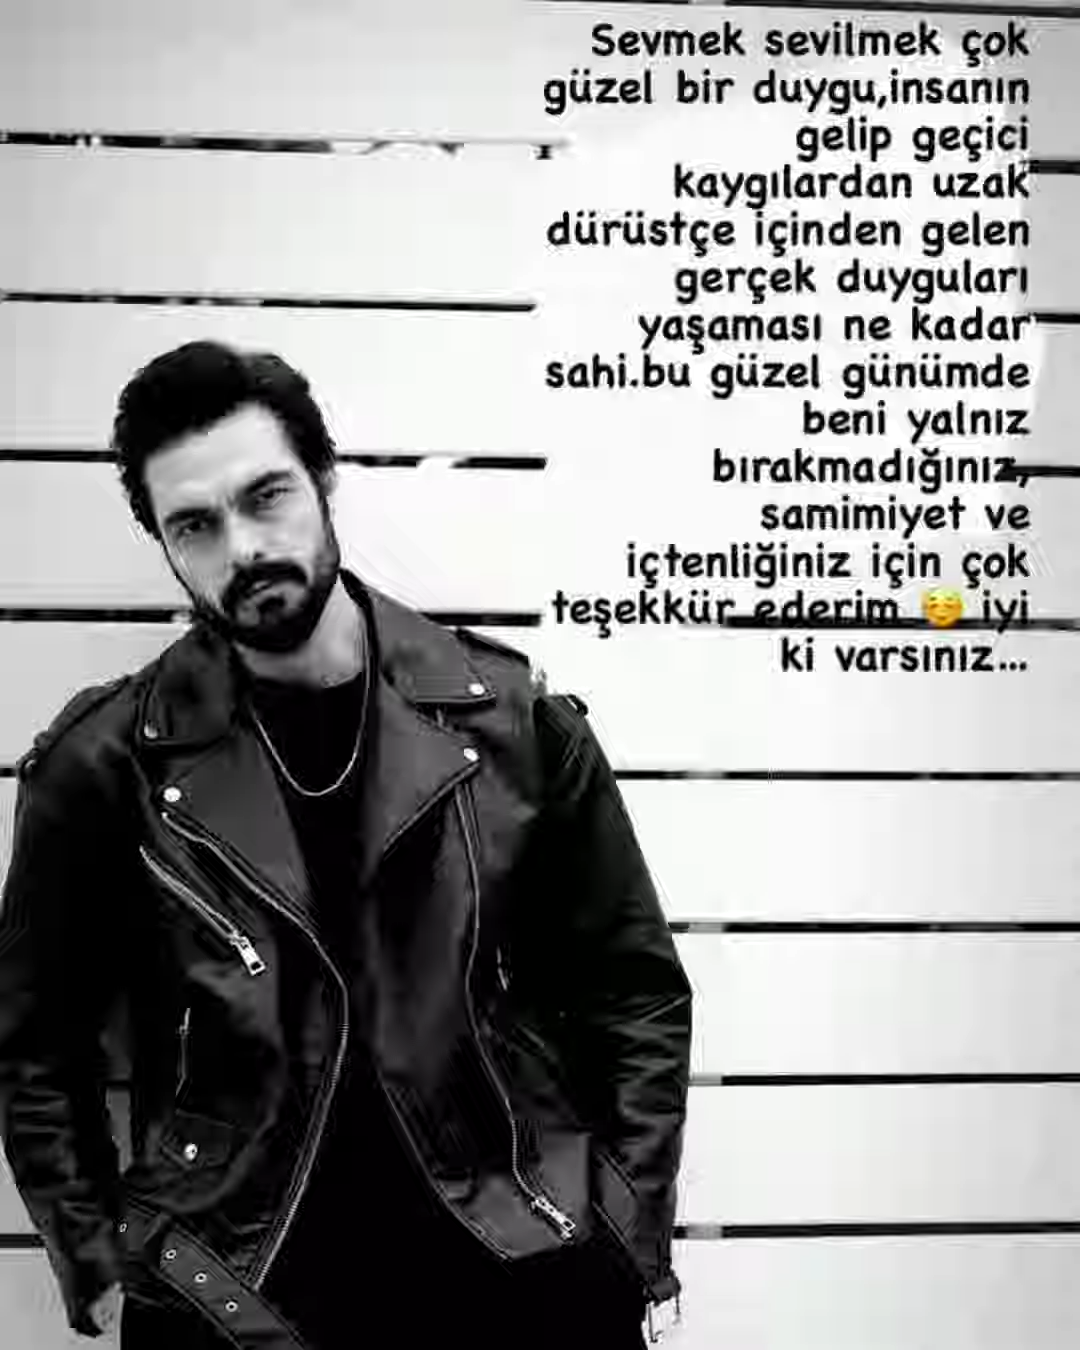 Sevmek sevilmek çok
güzel bir duygu,insanın
gelip geçici
kaygılardan uzak
dürüstçe içinden gelen
gerçek duyguları
yaşaması ne kadar
sahi.bu güzel günümde
beni yalnız
bırakmadığınız,
samimiyet ve
içtenliğiniz için çok
teşekkür ederim ☺️ iyi
ki varsınız...